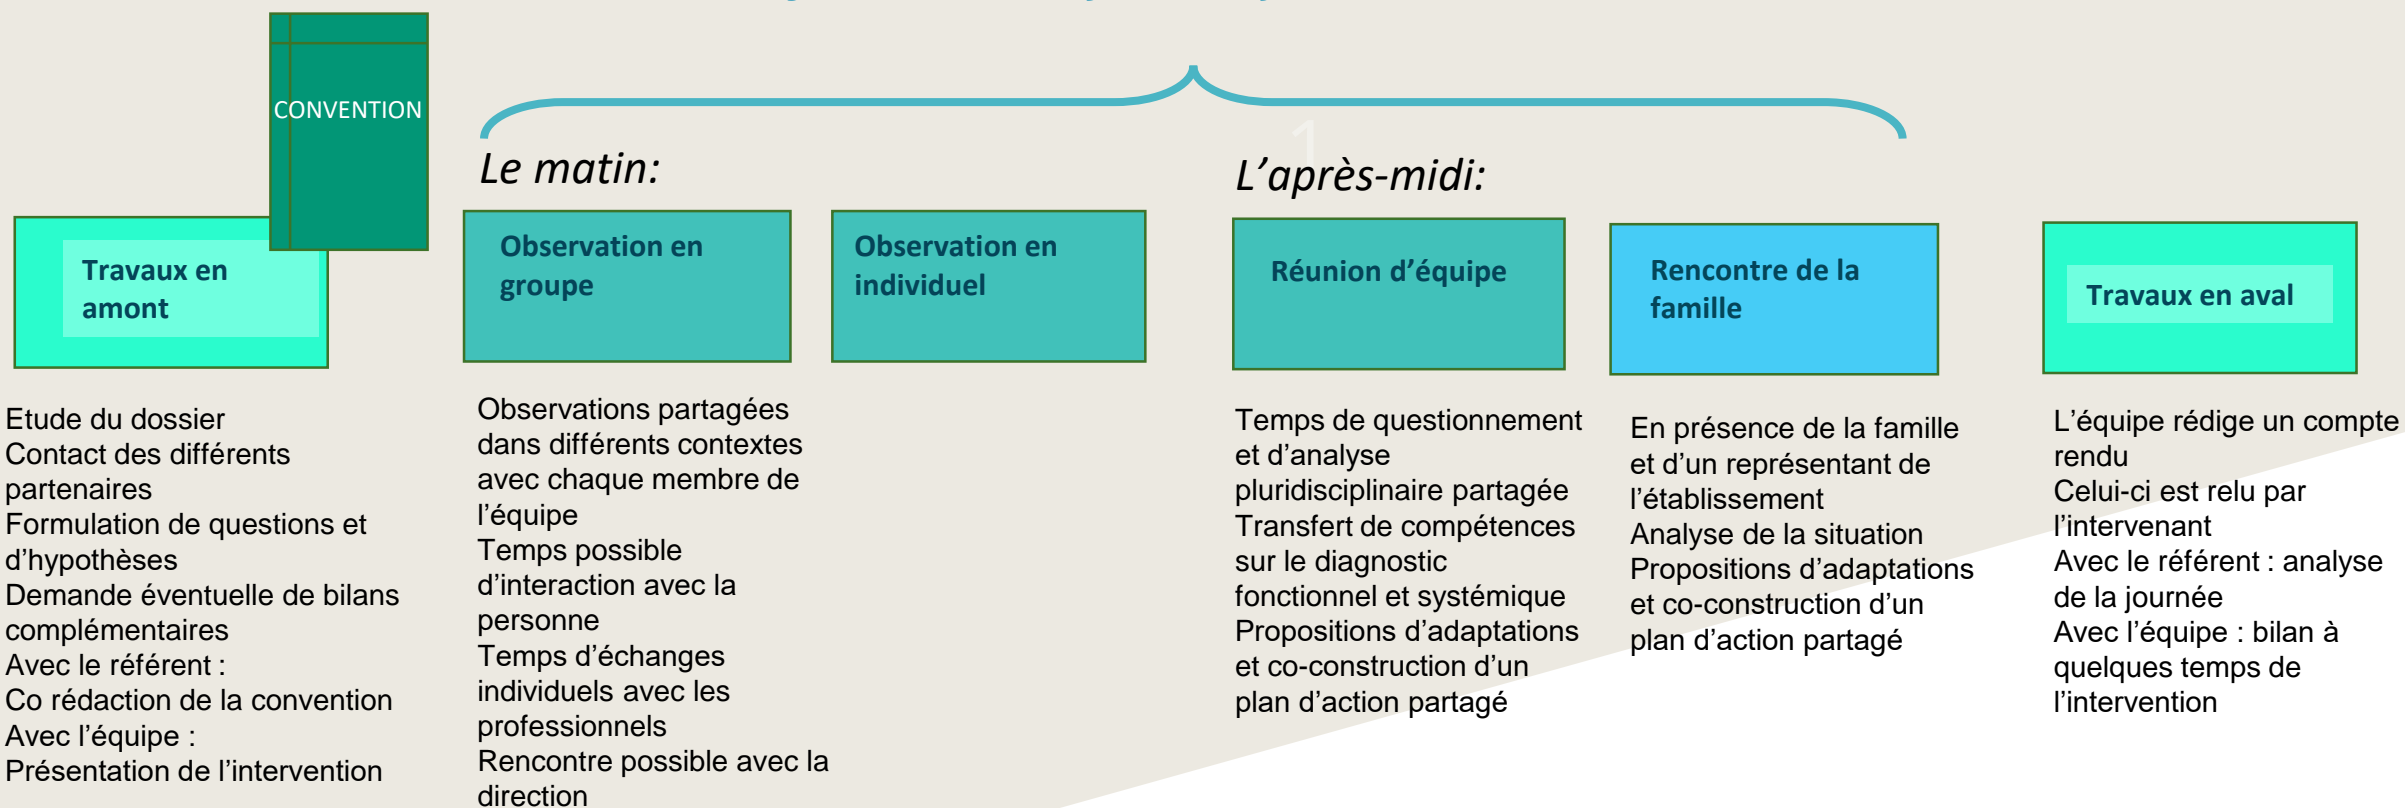 CONVENTION
1
Le matin:
L’après-midi:
Travaux en
amont
Observation en
groupe
Observation en
individuel
Réunion d’équipe
Rencontre de la
famille
Travaux en aval
Etude du dossier
Contact des différents
partenaires
Formulation de questions et
d’hypothèses
Demande éventuelle de bilans
complémentaires
Avec le référent :
Co rédaction de la convention
Avec l’équipe :
Présentation de l’intervention
Observations partagées
dans différents contextes
avec chaque membre de
l’équipe
Temps possible
d’interaction avec la
personne
Temps d’échanges
individuels avec les
professionnels
Rencontre possible avec la
direction
Temps de questionnement
et d’analyse
pluridisciplinaire partagée
Transfert de compétences
sur le diagnostic
fonctionnel et systémique
Propositions d’adaptations
et co-construction d’un
plan d’action partagé
En présence de la famille
et d’un représentant de
l’établissement
Analyse de la situation
Propositions d’adaptations
et co-construction d’un
plan d’action partagé
L’équipe rédige un compte
rendu
Celui-ci est relu par
l’intervenant
Avec le référent : analyse
de la journée
Avec l’équipe : bilan à
quelques temps de
l’intervention